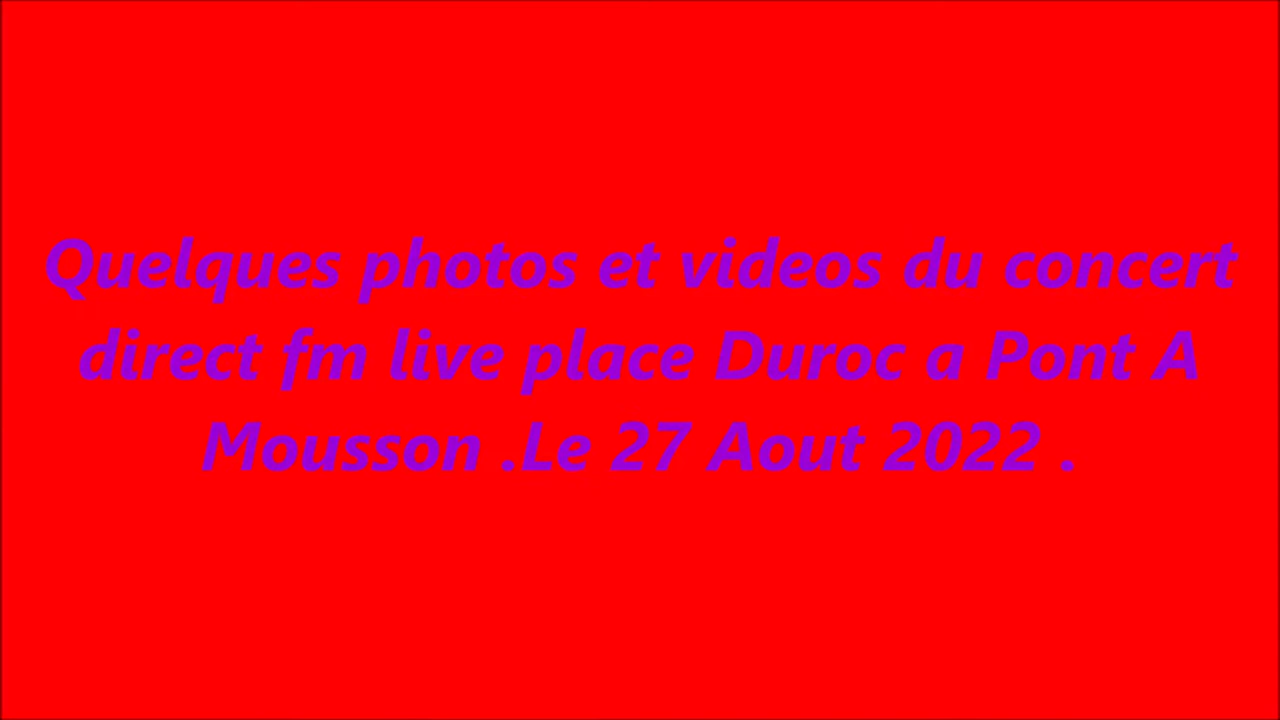 Quelques photos et videos du concert
direct fm live place Duroc a Pont A
Mousson .Le 27 Aout 2022 .